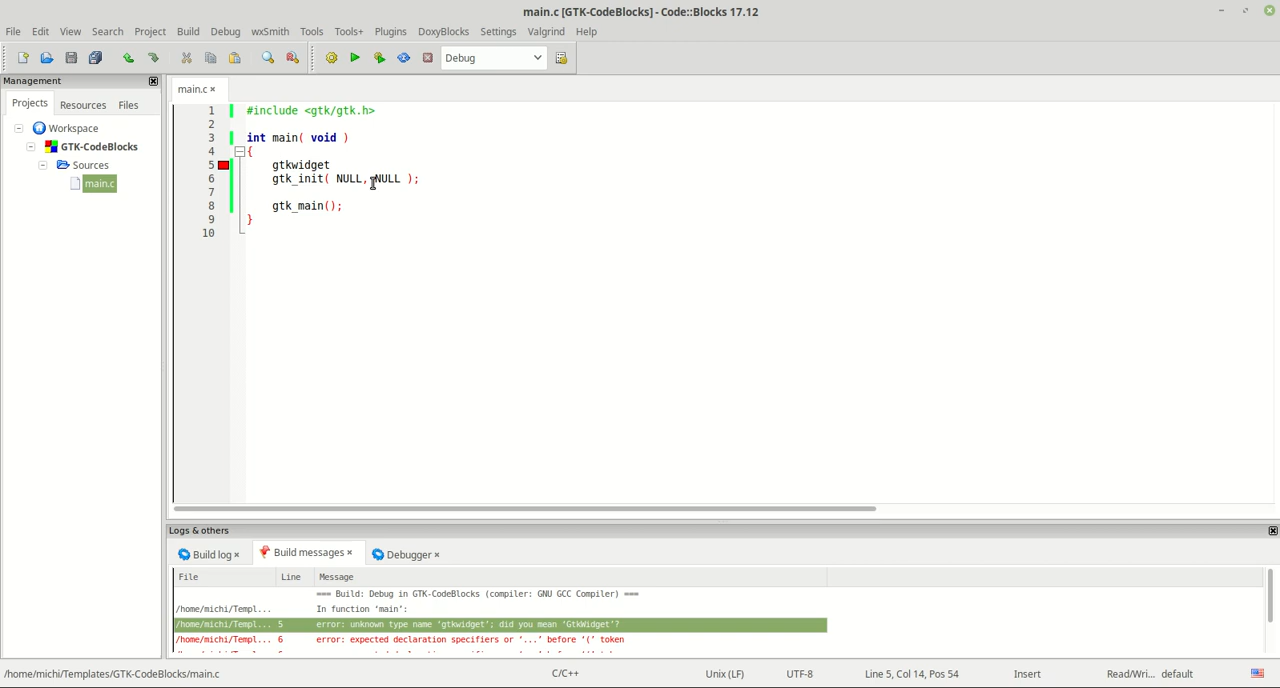 main.c [GTK-CodeBlocks] - Code::Blocks 17.12
File Edit View Search Project Build Debug wxSmith Tools Tools+ Plugins DoxyBlocks Settings Valgrind Help
Debug
Management
Projects Resources Files
Workspace
GTK-CodeBlocks
Sources
main.c
main.c
1 #include <gtk/gtk.h>
2
3 int main( void )
4 {
5 gtkwidget
6 gtk_init( NULL, NULL );
7
8 gtk_main();
9 }
10
Logs & others
Build log Build messages Debugger
File Line Message
=== Build: Debug in GTK-CodeBlocks (compiler: GNU GCC Compiler) ===
/home/michi/Templ... In function ‘main’:
/home/michi/Templ... 5 error: unknown type name ‘gtkwidget’; did you mean ‘GtkWidget’?
/home/michi/Templ... 6 error: expected declaration specifiers or ‘...’ before ‘(’ token
/home/michi/Templates/GTK-CodeBlocks/main.c C/C++ Unix (LF) UTF-8 Line 5, Col 14, Pos 54 Insert Read/Wri... default